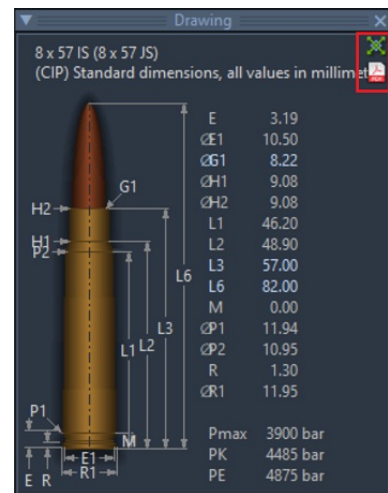 Drawing
8 x 57 IS (8 x 57 JS)
(CIP) Standard dimensions, all values in millimet
E 3.19
ØE1 10.50
ØG1 8.22
ØH1 9.08
ØH2 9.08
L1 46.20
L2 48.90
L3 57.00
L6 82.00
M 0.00
ØP1 11.94
ØP2 10.95
R 1.30
ØR1 11.95
Pmax 3900 bar
PK 4485 bar
PE 4875 bar
G1
H2
H1
P2
L6
L3
L1 L2
P1
M
E1
E R R1